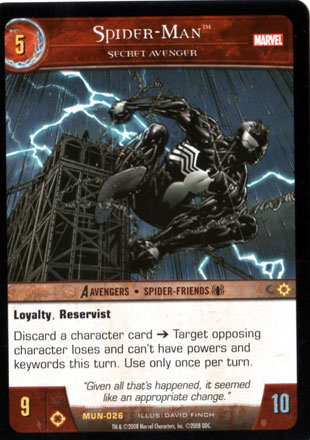 5
SPIDER-MAN™
SECRET AVENGER
MARVEL
AVENGERS • SPIDER-FRIENDS
Loyalty, Reservist
Discard a character card ➔ Target opposing
character loses and can't have powers and
keywords this turn. Use only once per turn.
"Given all that's happened, it seemed
like an appropriate change."
9
MUN-026
ILLUS: DAVID FINCH
10
TM & ©2008 Marvel Characters, Inc. ©2008 UDC.